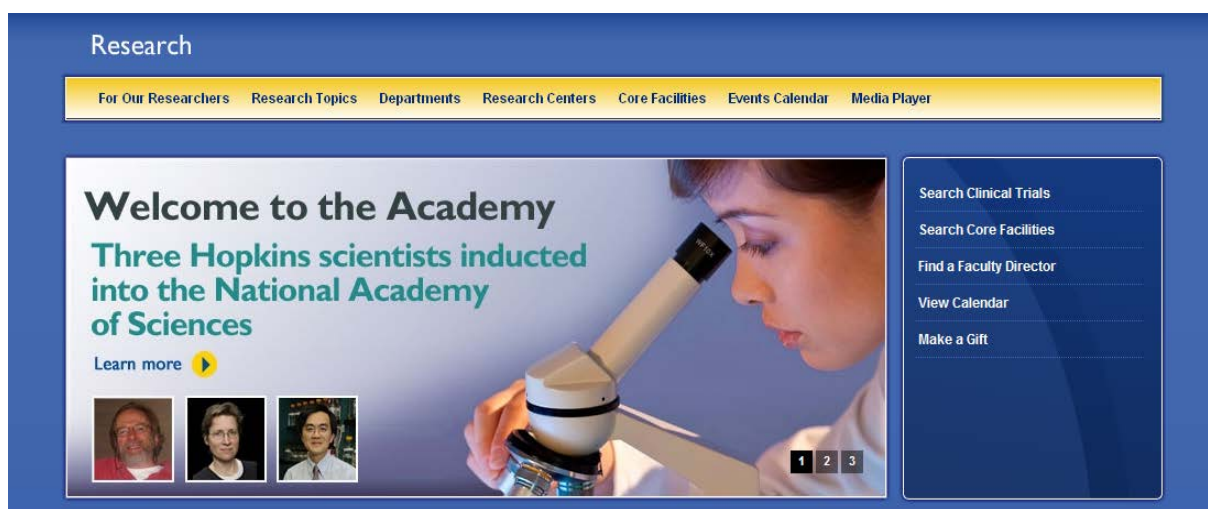 Research
For Our Researchers Research Topics Departments Research Centers Core Facilities Events Calendar Media Player
Welcome to the Academy
Three Hopkins scientists inducted
into the National Academy
of Sciences
Learn more
WF10X
1 2 3
Search Clinical Trials
Search Core Facilities
Find a Faculty Director
View Calendar
Make a Gift